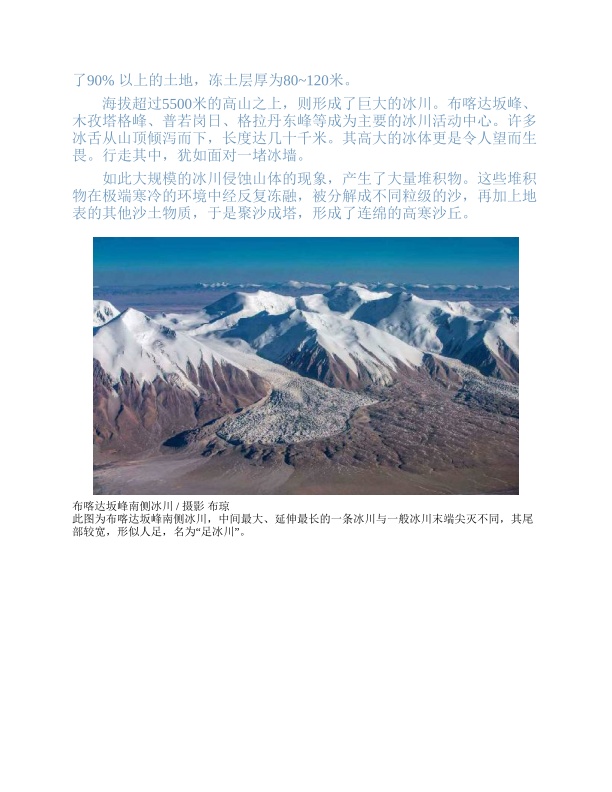 了90% 以上的土地，冻土层厚为80~120米。
海拔超过5500米的高山之上，则形成了巨大的冰川。布喀达坂峰、
木孜塔格峰、普若岗日、格拉丹东峰等成为主要的冰川活动中心。许多
冰舌从山顶倾泻而下，长度达几十千米。其高大的冰体更是令人望而生
畏。行走其中，犹如面对一堵冰墙。
如此大规模的冰川侵蚀山体的现象，产生了大量堆积物。这些堆积
物在极端寒冷的环境中经反复冻融，被分解成不同粒级的沙，再加上地
表的其他沙土物质，于是聚沙成塔，形成了连绵的高寒沙丘。
布喀达坂峰南侧冰川 / 摄影 布琼
此图为布喀达坂峰南侧冰川，中间最大、延伸最长的一条冰川与一般冰川末端尖灭不同，其尾
部较宽，形似人足，名为“足冰川”。